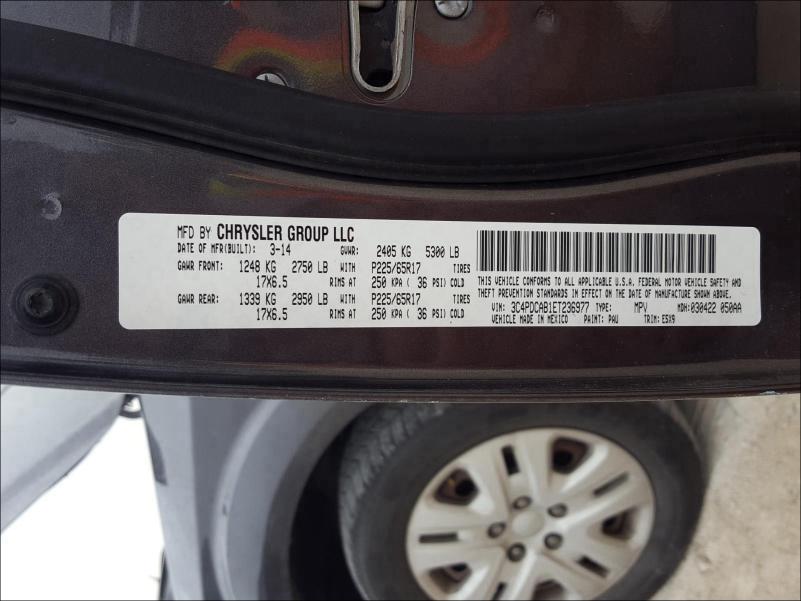 MFD BY CHRYSLER GROUP LLC
DATE OF MFR(BUILT): 3-14 GVWR: 2405 KG 5300 LB
GAWR FRONT: 1248 KG 2750 LB WITH P225/65R17 TIRES
17X6.5 RIMS AT 250 KPA ( 36 PSI) COLD
GAWR REAR: 1339 KG 2950 LB WITH P225/65R17 TIRES
17X6.5 RIMS AT 250 KPA ( 36 PSI) COLD
THIS VEHICLE CONFORMS TO ALL APPLICABLE U.S.A. FEDERAL MOTOR VEHICLE SAFETY AND
THEFT PREVENTION STANDARDS IN EFFECT ON THE DATE OF MANUFACTURE SHOWN ABOVE.
VIN: 3C4PDCAB1ET236977 TYPE: MPV MDH: 030422 050AA
VEHICLE MADE IN MEXICO PAINT: PAU TRIM: E5X9